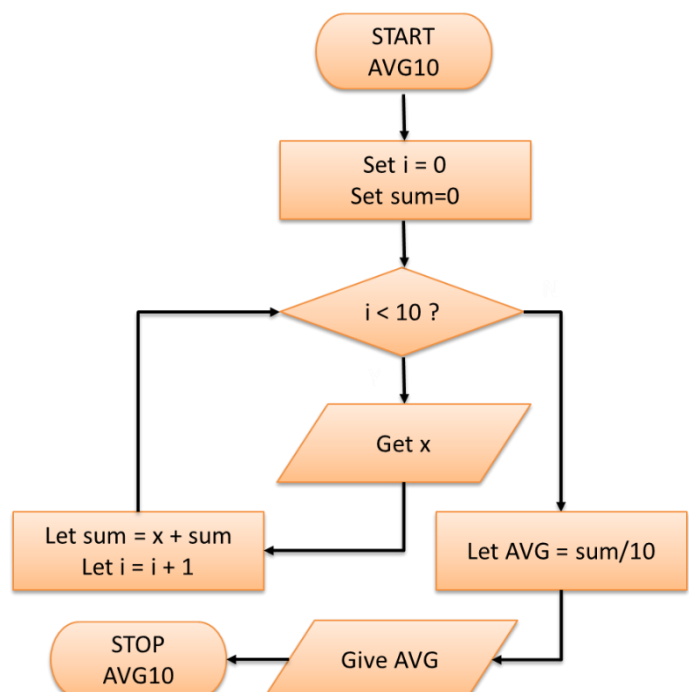 START
AVG10
Set i = 0
Set sum=0
i < 10 ?
Get x
Let sum = x + sum
Let i = i + 1
Let AVG = sum/10
Give AVG
STOP
AVG10